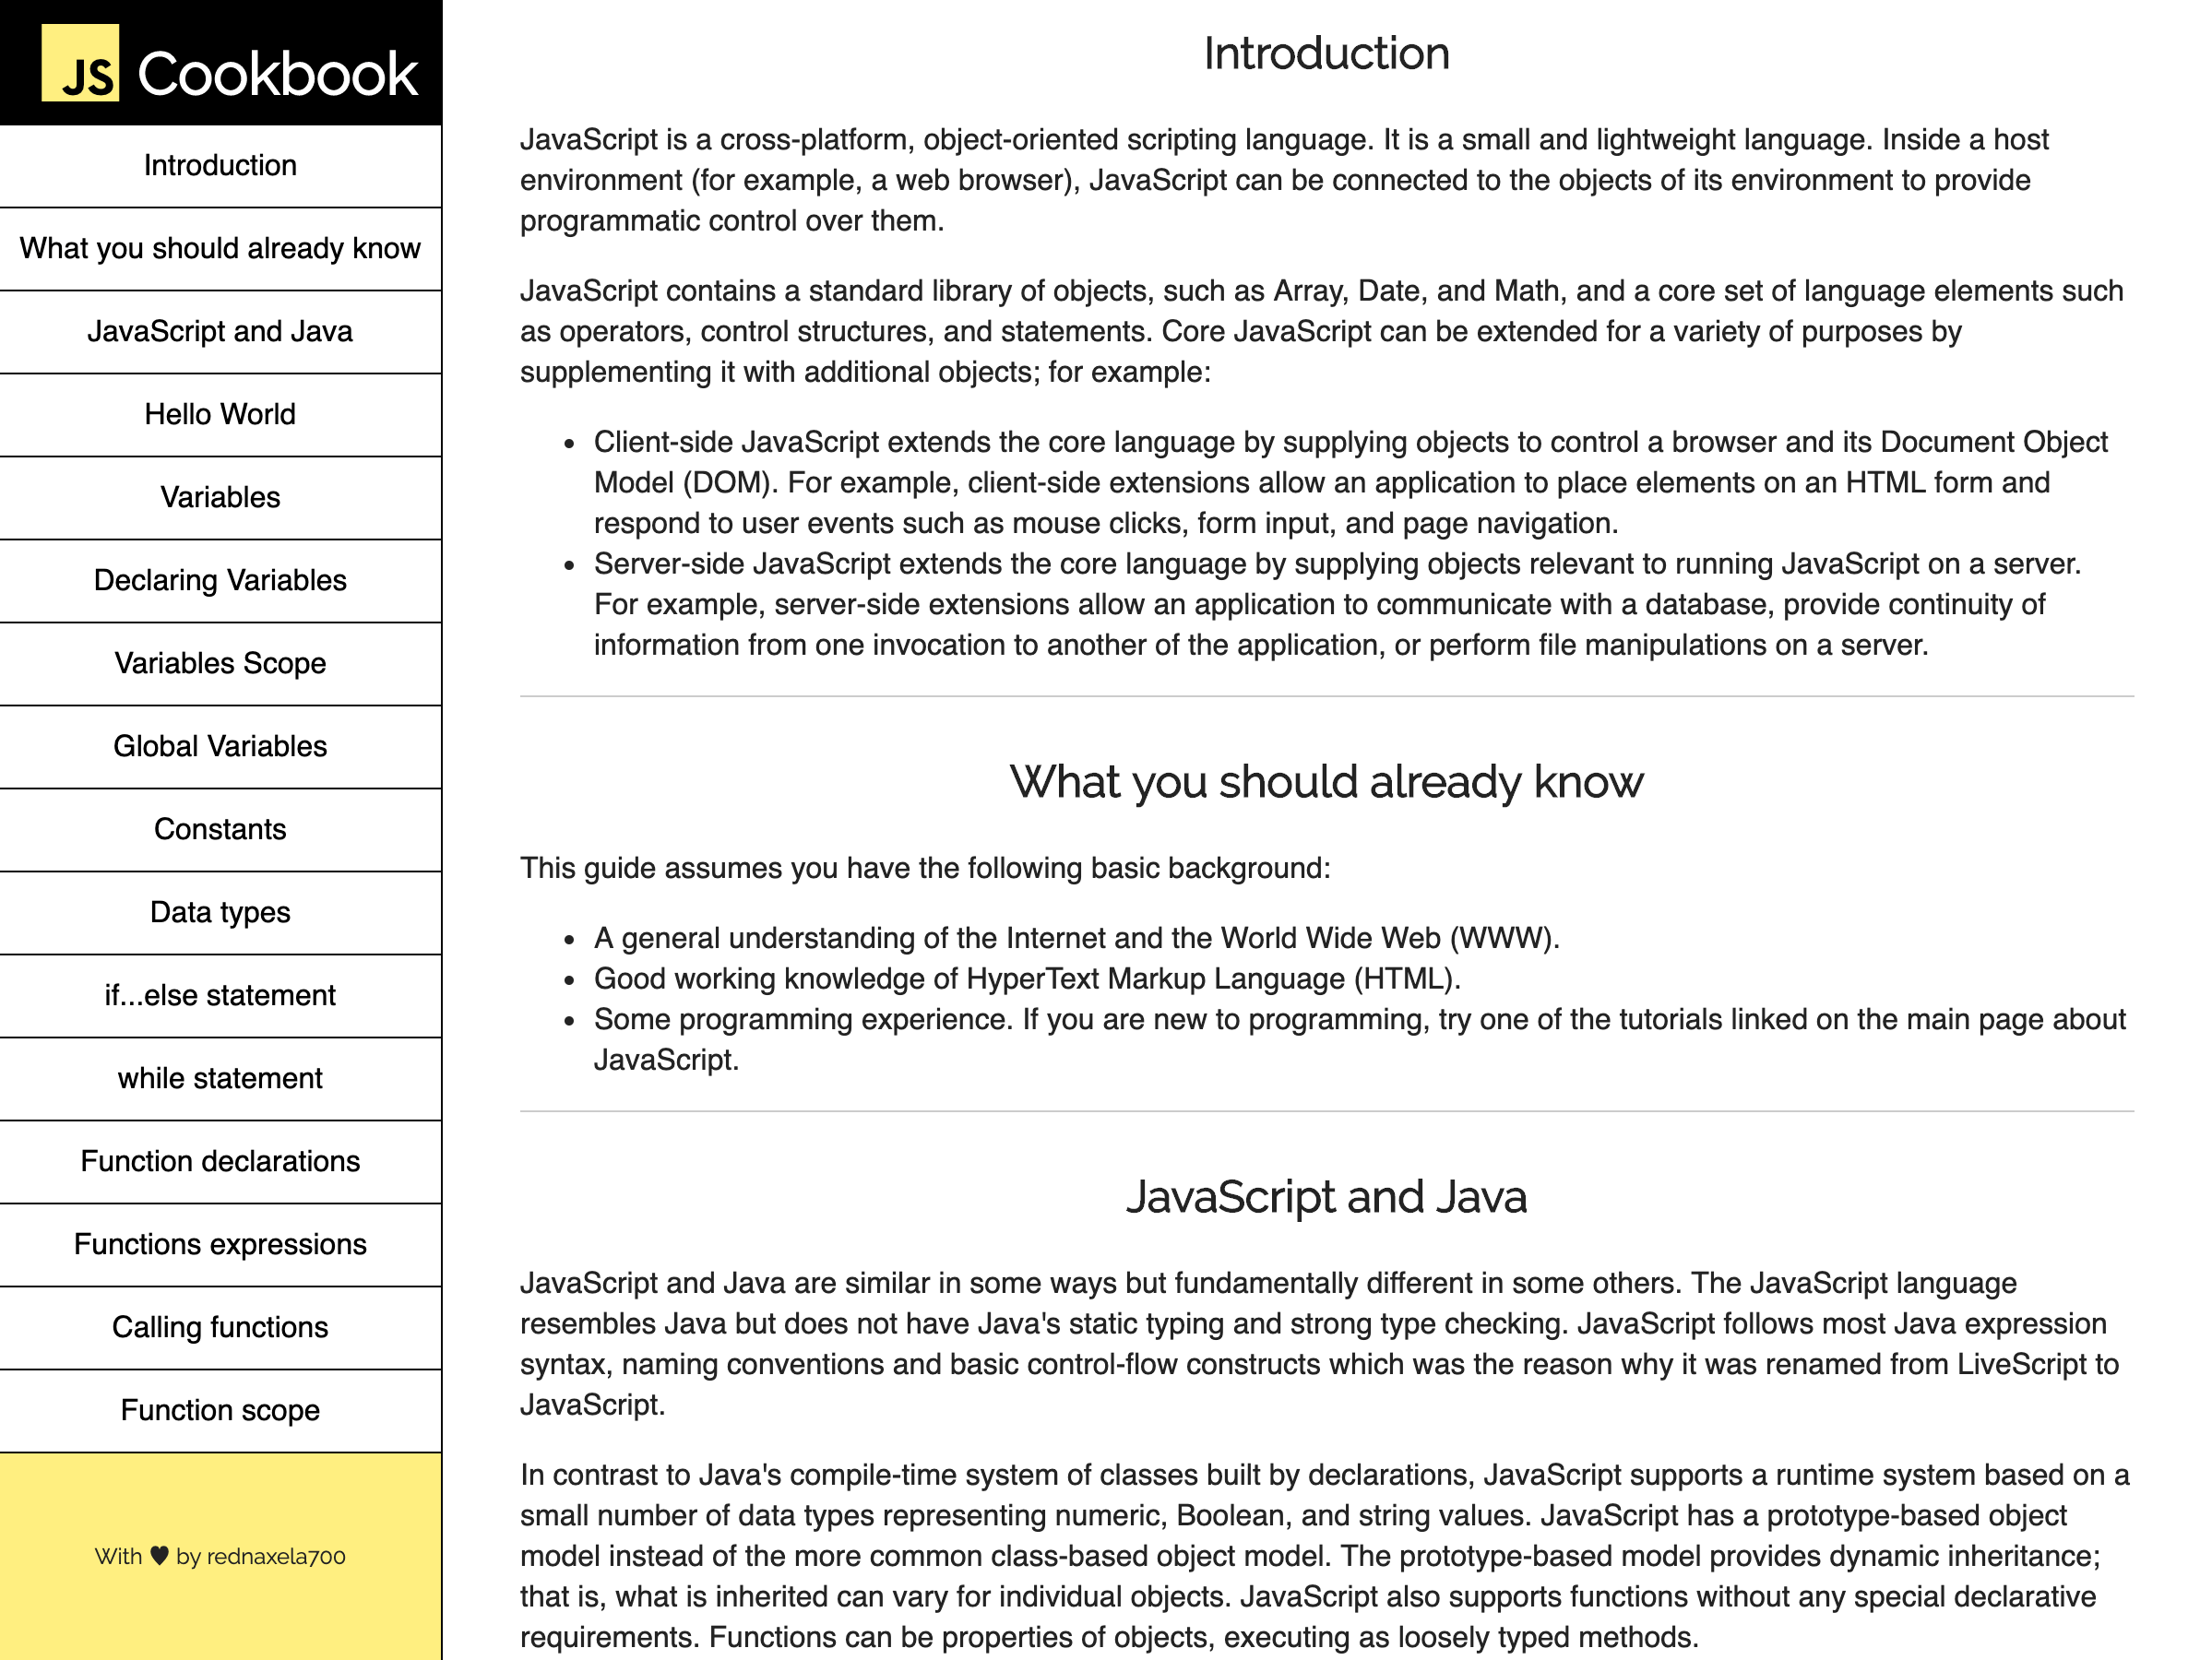 JS Cookbook
Introduction
What you should already know
JavaScript and Java
Hello World
Variables
Declaring Variables
Variables Scope
Global Variables
Constants
Data types
if...else statement
while statement
Function declarations
Functions expressions
Calling functions
Function scope
With ♥ by rednaxela700
Introduction
JavaScript is a cross-platform, object-oriented scripting language. It is a small and lightweight language. Inside a host
environment (for example, a web browser), JavaScript can be connected to the objects of its environment to provide
programmatic control over them.
JavaScript contains a standard library of objects, such as Array, Date, and Math, and a core set of language elements such
as operators, control structures, and statements. Core JavaScript can be extended for a variety of purposes by
supplementing it with additional objects; for example:
• Client-side JavaScript extends the core language by supplying objects to control a browser and its Document Object
Model (DOM). For example, client-side extensions allow an application to place elements on an HTML form and
respond to user events such as mouse clicks, form input, and page navigation.
• Server-side JavaScript extends the core language by supplying objects relevant to running JavaScript on a server.
For example, server-side extensions allow an application to communicate with a database, provide continuity of
information from one invocation to another of the application, or perform file manipulations on a server.
What you should already know
This guide assumes you have the following basic background:
• A general understanding of the Internet and the World Wide Web (WWW).
• Good working knowledge of HyperText Markup Language (HTML).
• Some programming experience. If you are new to programming, try one of the tutorials linked on the main page about
JavaScript.
JavaScript and Java
JavaScript and Java are similar in some ways but fundamentally different in some others. The JavaScript language
resembles Java but does not have Java's static typing and strong type checking. JavaScript follows most Java expression
syntax, naming conventions and basic control-flow constructs which was the reason why it was renamed from LiveScript to
JavaScript.
In contrast to Java's compile-time system of classes built by declarations, JavaScript supports a runtime system based on a
small number of data types representing numeric, Boolean, and string values. JavaScript has a prototype-based object
model instead of the more common class-based object model. The prototype-based model provides dynamic inheritance;
that is, what is inherited can vary for individual objects. JavaScript also supports functions without any special declarative
requirements. Functions can be properties of objects, executing as loosely typed methods.